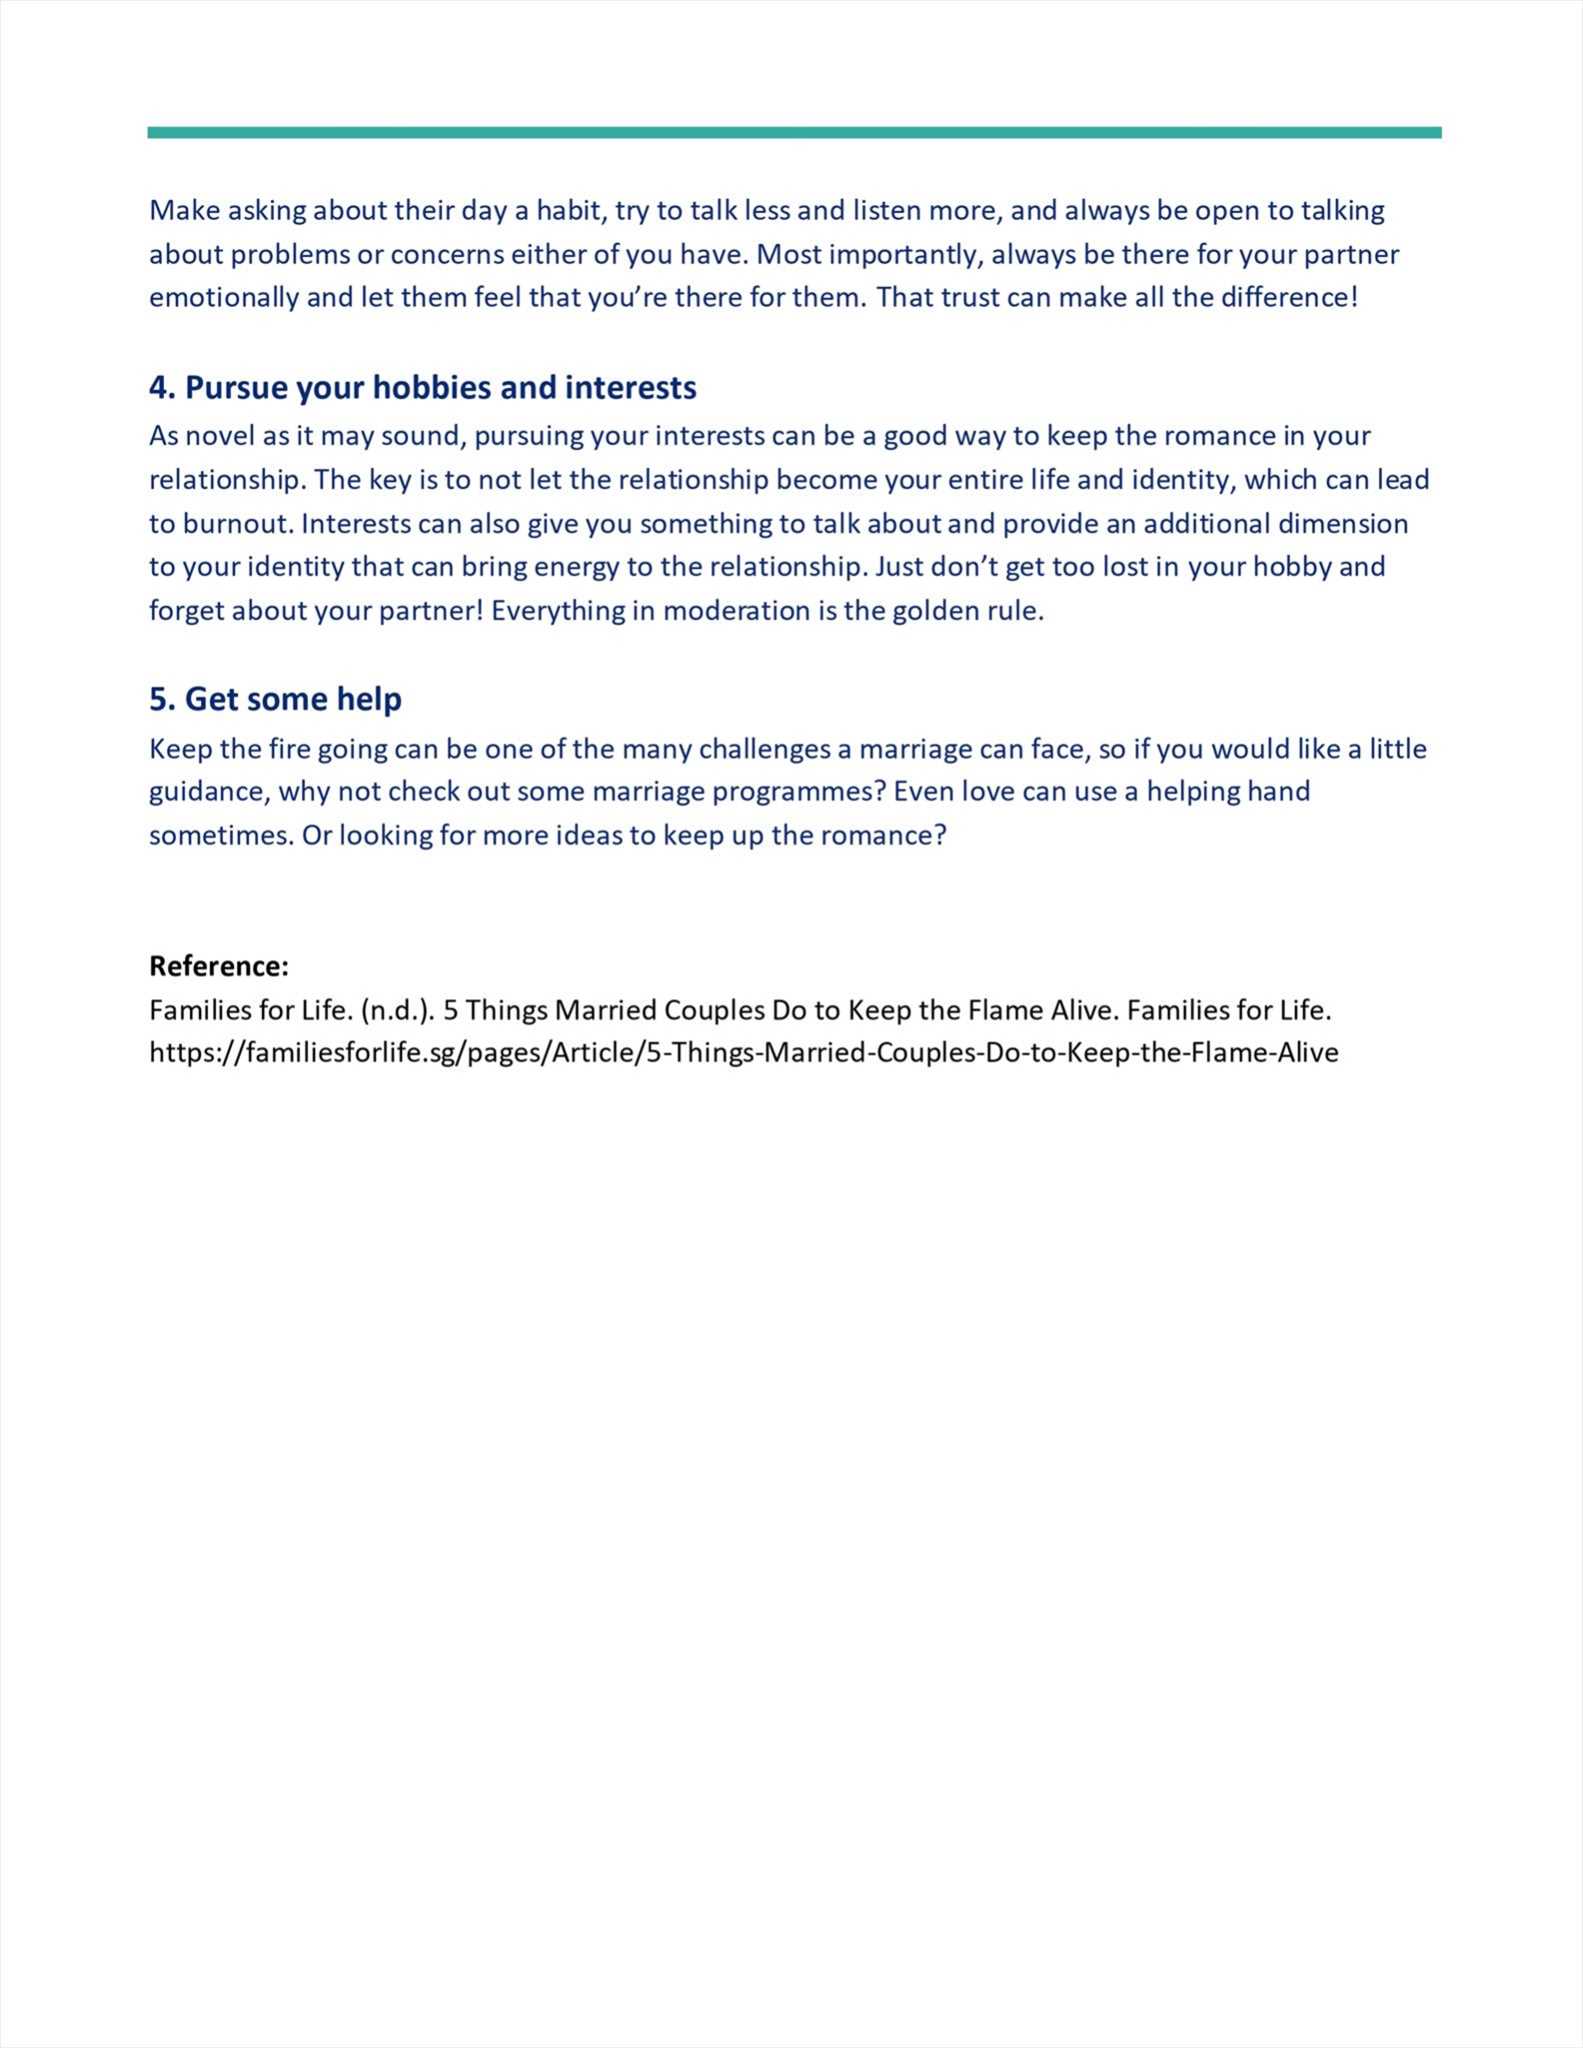 Make asking about their day a habit, try to talk less and listen more, and always be open to talking
about problems or concerns either of you have. Most importantly, always be there for your partner
emotionally and let them feel that you’re there for them. That trust can make all the difference!
4. Pursue your hobbies and interests
As novel as it may sound, pursuing your interests can be a good way to keep the romance in your
relationship. The key is to not let the relationship become your entire life and identity, which can lead
to burnout. Interests can also give you something to talk about and provide an additional dimension
to your identity that can bring energy to the relationship. Just don’t get too lost in your hobby and
forget about your partner! Everything in moderation is the golden rule.
5. Get some help
Keep the fire going can be one of the many challenges a marriage can face, so if you would like a little
guidance, why not check out some marriage programmes? Even love can use a helping hand
sometimes. Or looking for more ideas to keep up the romance?
Reference:
Families for Life. (n.d.). 5 Things Married Couples Do to Keep the Flame Alive. Families for Life.
https://familiesforlife.sg/pages/Article/5-Things-Married-Couples-Do-to-Keep-the-Flame-Alive